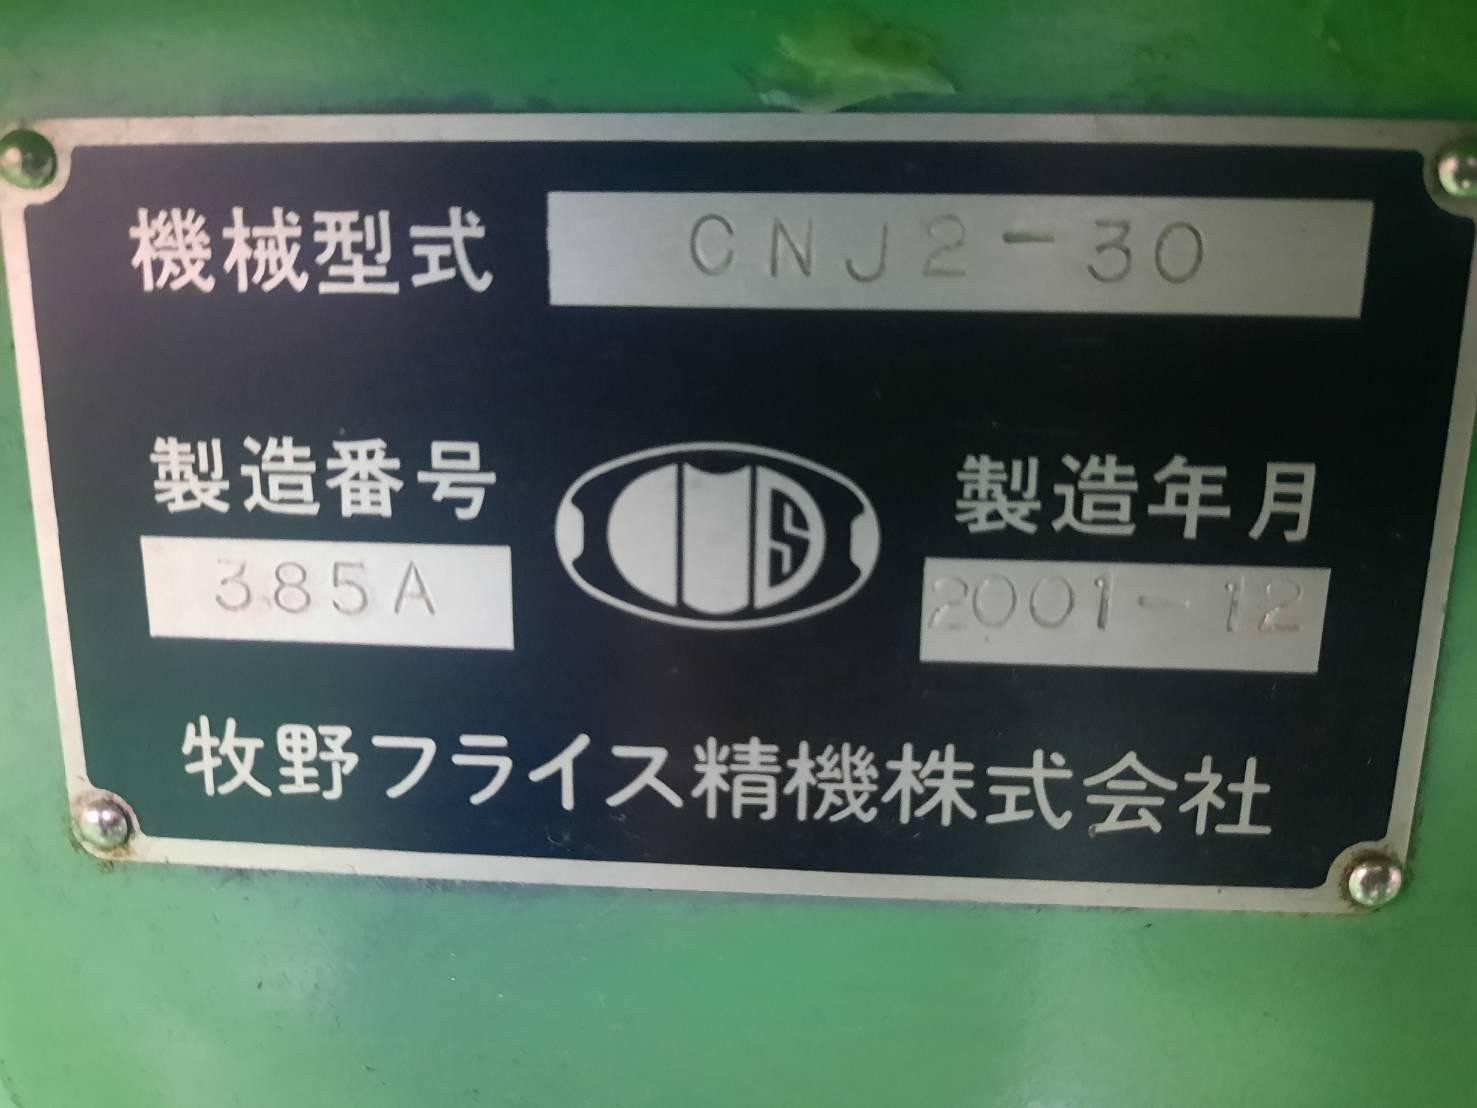 機械型式 CNJ2-30
製造番号 製造年月
385A 2001-12
牧野フライス精機株式会社